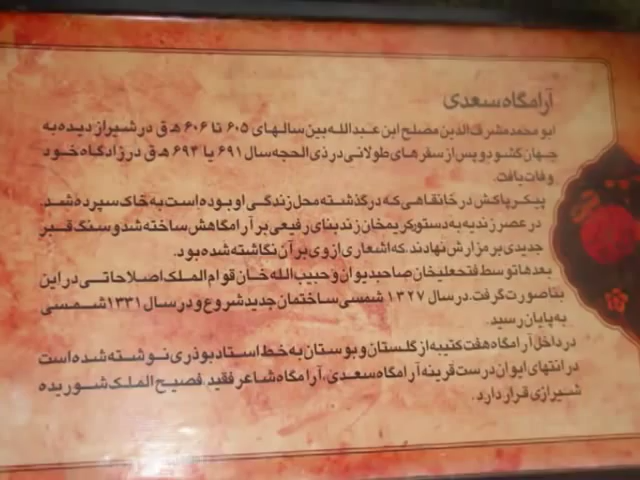 آرامگاه سعدی
ابو محمد مشرف الدین مصلح ابن عبدالله بین سالهای ۶۰۵ تا ۶۰۶ هـ ق در شیراز دیده به
جهان گشود و پس از سفرهای طولانی در ذی الحجه سال ۶۹۱ یا ۶۹۴ هـ ق در زادگاه خود
وفات یافت.
پیکر پاکش در خانقاهی که در گذشته محل زندگی او بوده است به خاک سپرده شد.
در عصر زندیه به دستور کریمخان زند بنای رفیعی بر آرامگاهش ساخته شد و سنگ قبر
جدیدی بر مزارش نهادند. که اشعاری از وی بر آن نگاشته شده بود.
بعدها توسط فتحعلیخان صاحبدیوان و حبیب الله خان قوام الملک اصلاحاتی در این
بنا صورت گرفت. در سال ۱۳۲۷ شمسی ساختمان جدید شروع و در سال ۱۳۳۱ شمسی
به پایان رسید.
در داخل آرامگاه هفت کتیبه از گلستان و بوستان به خط استاد بوذری نوشته شده است
در انتهای ایوان درست قرینه آرامگاه سعدی، آرامگاه شاعر فقید، فصیح الملک شوریده
شیرازی قرار دارد.